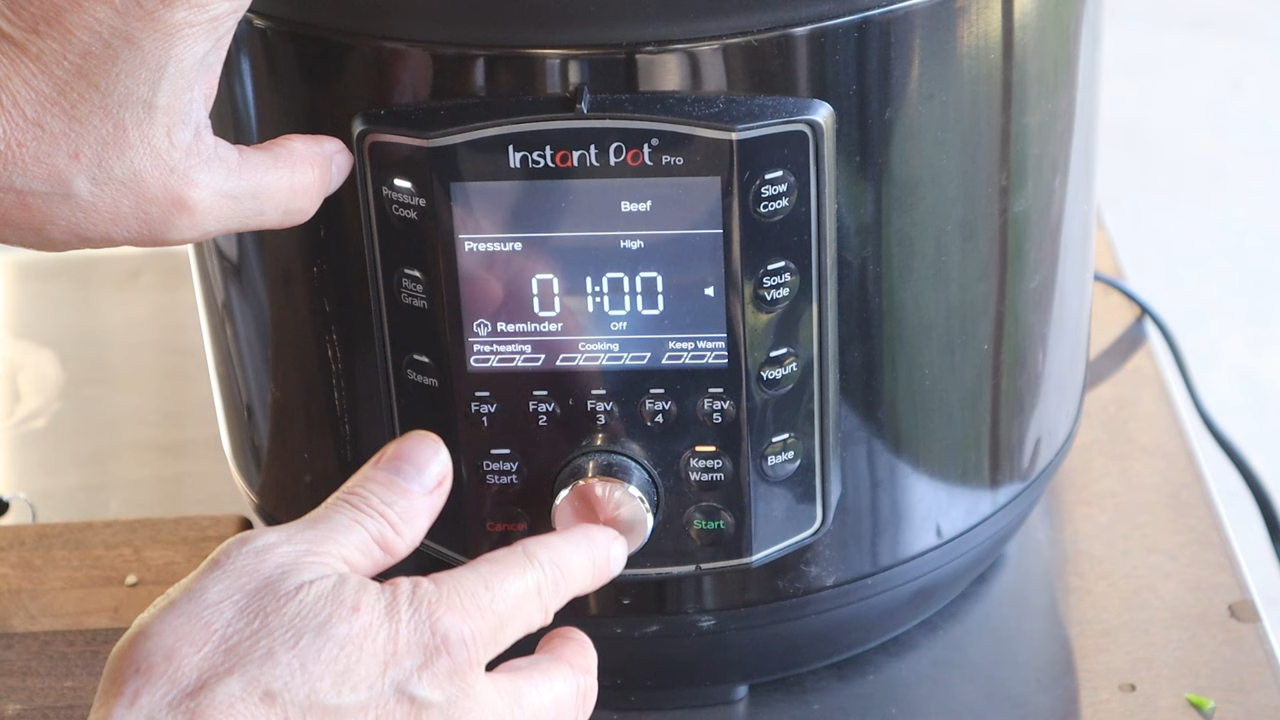 Instant Pot® Pro
Pressure
Cook
Rice
Grain
Steam
Beef
Pressure High
01:00
Reminder Off
Pre-heating Cooking Keep Warm
Slow
Cook
Sous
Vide
Yogurt
Bake
Fav
1
Fav
2
Fav
3
Fav
4
Fav
5
Delay
Start
Keep
Warm
Cancel
Start